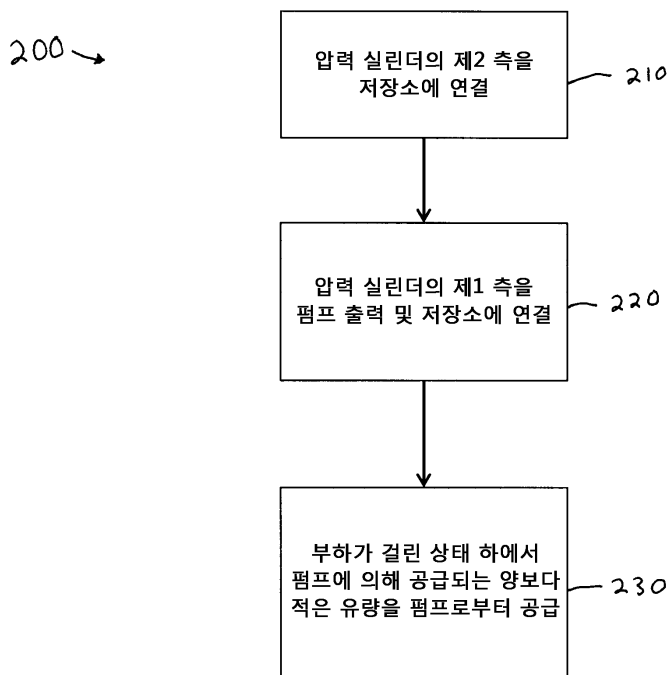 200
압력 실린더의 제2 측을
저장소에 연결
210
압력 실린더의 제1 측을
펌프 출력 및 저장소에 연결
220
부하가 걸린 상태 하에서
펌프에 의해 공급되는 양보다
적은 유량을 펌프로부터 공급
230